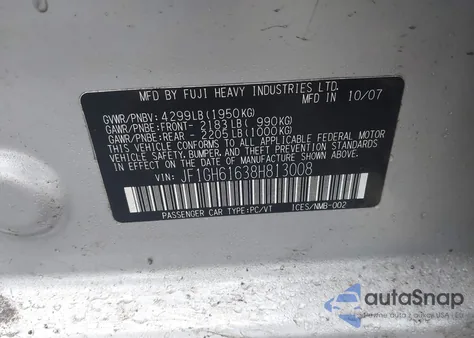 MFD BY FUJI HEAVY INDUSTRIES LTD.
MFD IN 10/07
GVWR/PNBV: 4299LB(1950KG)
GAWR/PNBE:FRONT- 2183LB( 990KG)
GAWR/PNBE:REAR - 2205LB(1000KG)
THIS VEHICLE CONFORMS TO ALL APPLICABLE FEDERAL MOTOR
VEHICLE SAFETY, BUMPER, AND THEFT PREVENTION STANDARDS
IN EFFECT ON THE DATE OF MANUFACTURE SHOWN ABOVE.
VIN: JF1GH61638H813008
PASSENGER CAR TYPE:PC/VT ICES/NMB-002
autoSnap